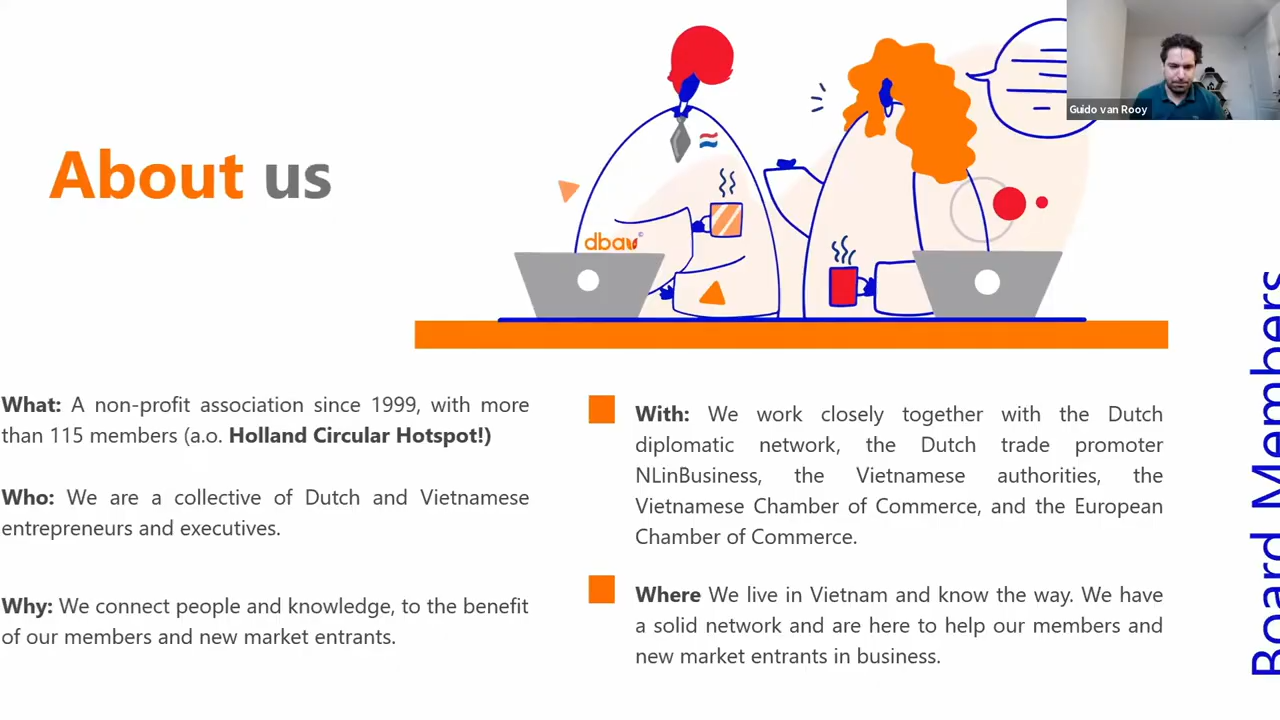 Guido van Rooy
About us
dbav
What: A non-profit association since 1999, with more
than 115 members (a.o. Holland Circular Hotspot!)
Who: We are a collective of Dutch and Vietnamese
entrepreneurs and executives.
Why: We connect people and knowledge, to the benefit
of our members and new market entrants.
With: We work closely together with the Dutch
diplomatic network, the Dutch trade promoter
NLinBusiness, the Vietnamese authorities, the
Vietnamese Chamber of Commerce, and the European
Chamber of Commerce.
Where We live in Vietnam and know the way. We have
a solid network and are here to help our members and
new market entrants in business.
Board Members